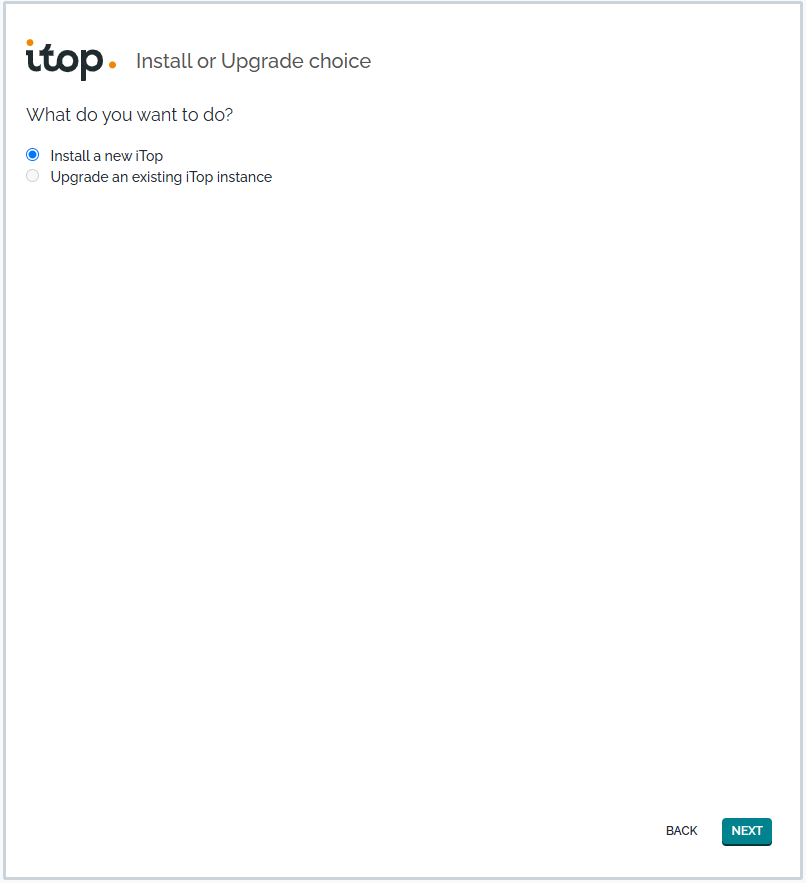 itop. Install or Upgrade choice
What do you want to do?
Install a new iTop
Upgrade an existing iTop instance
BACK NEXT